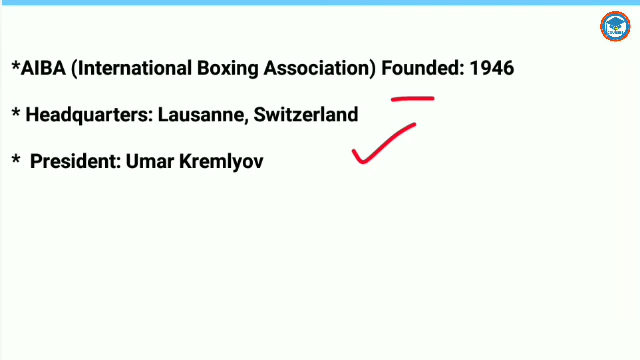 *AIBA (International Boxing Association) Founded: 1946
* Headquarters: Lausanne, Switzerland
* President: Umar Kremlyov